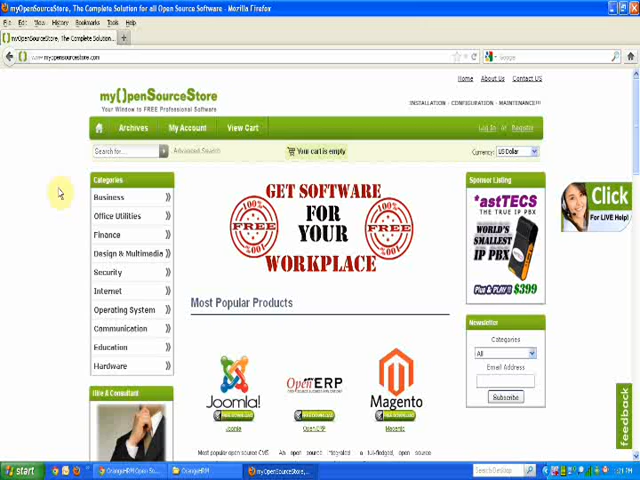 myOpenSourceStore, The Complete Solution for all Open Source Software - Mozilla Firefox
File Edit View History Bookmarks Tools Help
myOpenSourceStore, The Complete Solution...
www.myopensourcestore.com
Google
Home About Us Contact US
my()penSourceStore
Your Window to FREE Professional Software
INSTALLATION - CONFIGURATION - MAINTENANCE
Archives My Account View Cart
Log In or Register
Search for...
Advanced Search
Your cart is empty
Currency: US Dollar
Categories
Business
Office Utilities
Finance
Design & Multimedia
Security
Internet
Operating System
Communication
Education
Hardware
Hire A Consultant
GET SOFTWARE
FOR
YOUR
WORKPLACE
100%
FREE
100%
100%
FREE
100%
Most Popular Products
Joomla!
Joomla
OpenERP
OpenERP
Magento
Magento
Most popular open source CMS.
An open source
a full-fledged, open source
Sponsor Listing
*astTECS
THE TRUE IP PBX
WORLD'S
SMALLEST
IP PBX
Plug & PLAY @ $399
Newsletter
Categories
All
Email Address
Subscribe
Click
For LIVE Help!
feedback
start
OrangeHRM Open So...
OrangeHRM
myOpenSourceStore, ...
Search Desktop